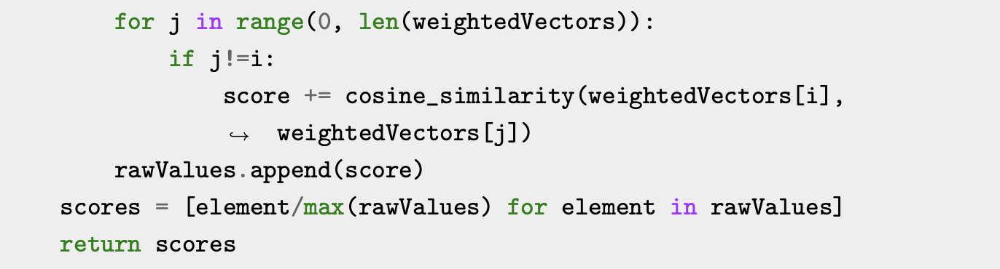 for j in range(0, len(weightedVectors)):
if j!=i:
score += cosine_similarity(weightedVectors[i],
↪ weightedVectors[j])
rawValues.append(score)
scores = [element/max(rawValues) for element in rawValues]
return scores